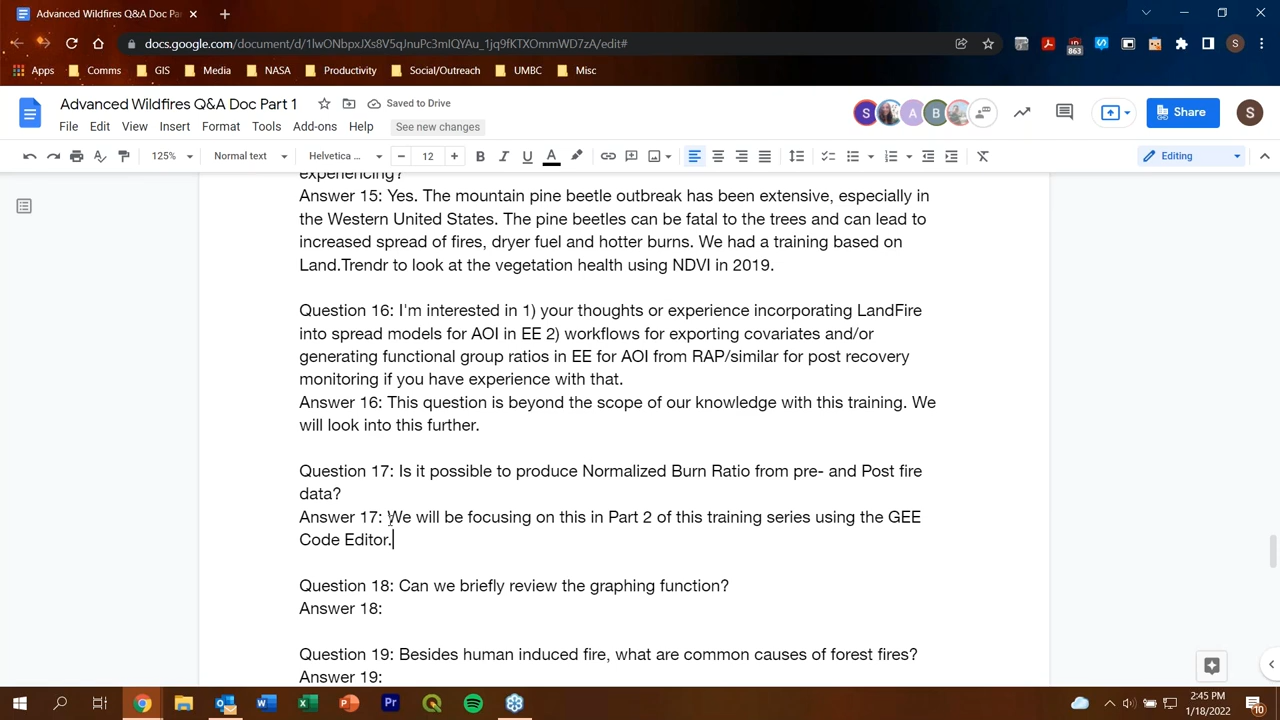 Advanced Wildfires Q&A Doc Pa
docs.google.com/document/d/1lwONbpxJXs8V5qJnuPc3mIQYAu_1jq9fKTXOmmWD7zA/edit#
863
S
Apps Comms GIS Media NASA Productivity Social/Outreach UMBC Misc
Advanced Wildfires Q&A Doc Part 1 Saved to Drive
File Edit View Insert Format Tools Add-ons Help See new changes
S A B Share S
125% Normal text Helvetica ... 12 B I U A Editing
experiencing?
Answer 15: Yes. The mountain pine beetle outbreak has been extensive, especially in
the Western United States. The pine beetles can be fatal to the trees and can lead to
increased spread of fires, dryer fuel and hotter burns. We had a training based on
Land.Trendr to look at the vegetation health using NDVI in 2019.
Question 16: I'm interested in 1) your thoughts or experience incorporating LandFire
into spread models for AOI in EE 2) workflows for exporting covariates and/or
generating functional group ratios in EE for AOI from RAP/similar for post recovery
monitoring if you have experience with that.
Answer 16: This question is beyond the scope of our knowledge with this training. We
will look into this further.
Question 17: Is it possible to produce Normalized Burn Ratio from pre- and Post fire
data?
Answer 17: We will be focusing on this in Part 2 of this training series using the GEE
Code Editor.
Question 18: Can we briefly review the graphing function?
Answer 18:
Question 19: Besides human induced fire, what are common causes of forest fires?
Answer 19:
2:45 PM
1/18/2022
10